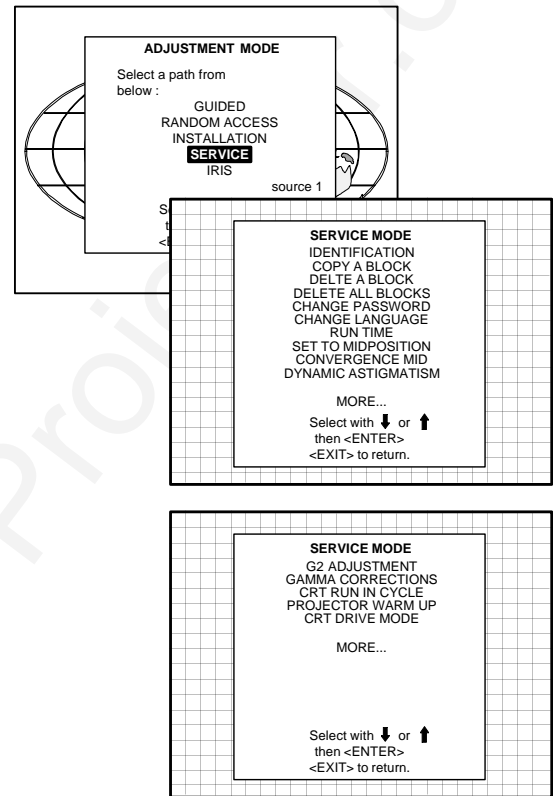 ADJUSTMENT MODE
Select a path from
below :
GUIDED
RANDOM ACCESS
INSTALLATION
SERVICE
IRIS
source 1
SERVICE MODE
IDENTIFICATION
COPY A BLOCK
DELTE A BLOCK
DELETE ALL BLOCKS
CHANGE PASSWORD
CHANGE LANGUAGE
RUN TIME
SET TO MIDPOSITION
CONVERGENCE MID
DYNAMIC ASTIGMATISM
MORE...
Select with ⬇ or ⬆
then <ENTER>
<EXIT> to return.
SERVICE MODE
G2 ADJUSTMENT
GAMMA CORRECTIONS
CRT RUN IN CYCLE
PROJECTOR WARM UP
CRT DRIVE MODE
MORE...
Select with ⬇ or ⬆
then <ENTER>
<EXIT> to return.